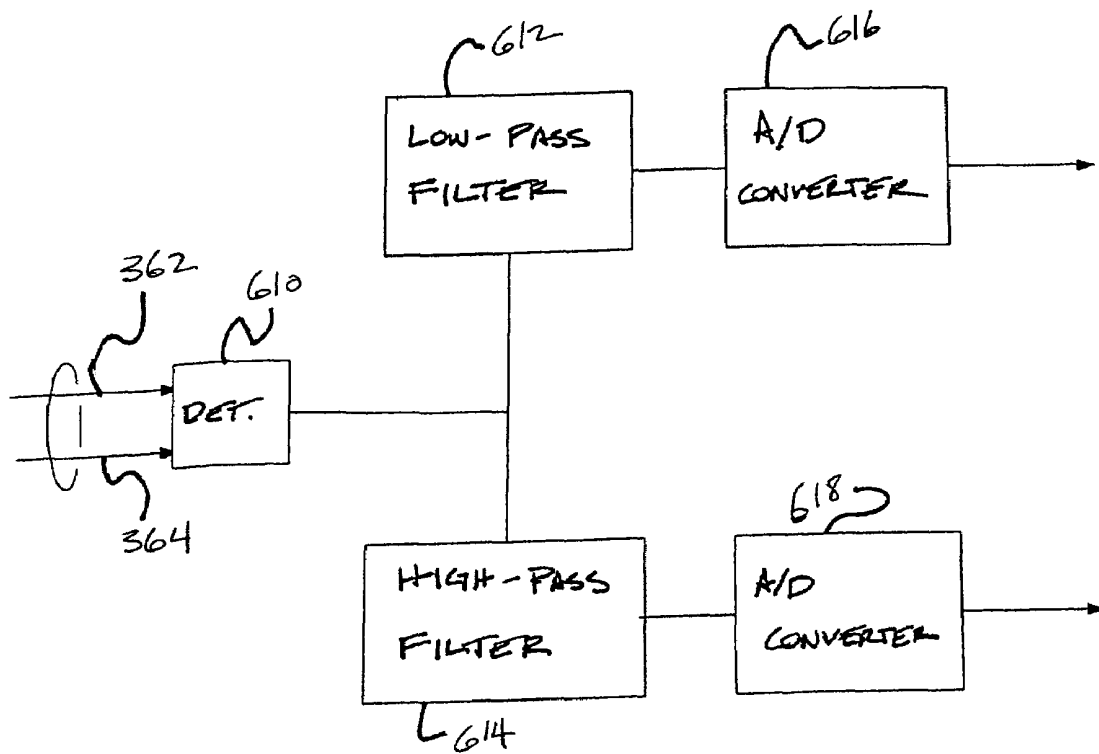 612
616
LOW-PASS
FILTER
A/D
CONVERTER
362
610
DET.
364
618
HIGH-PASS
FILTER
A/D
CONVERTER
614